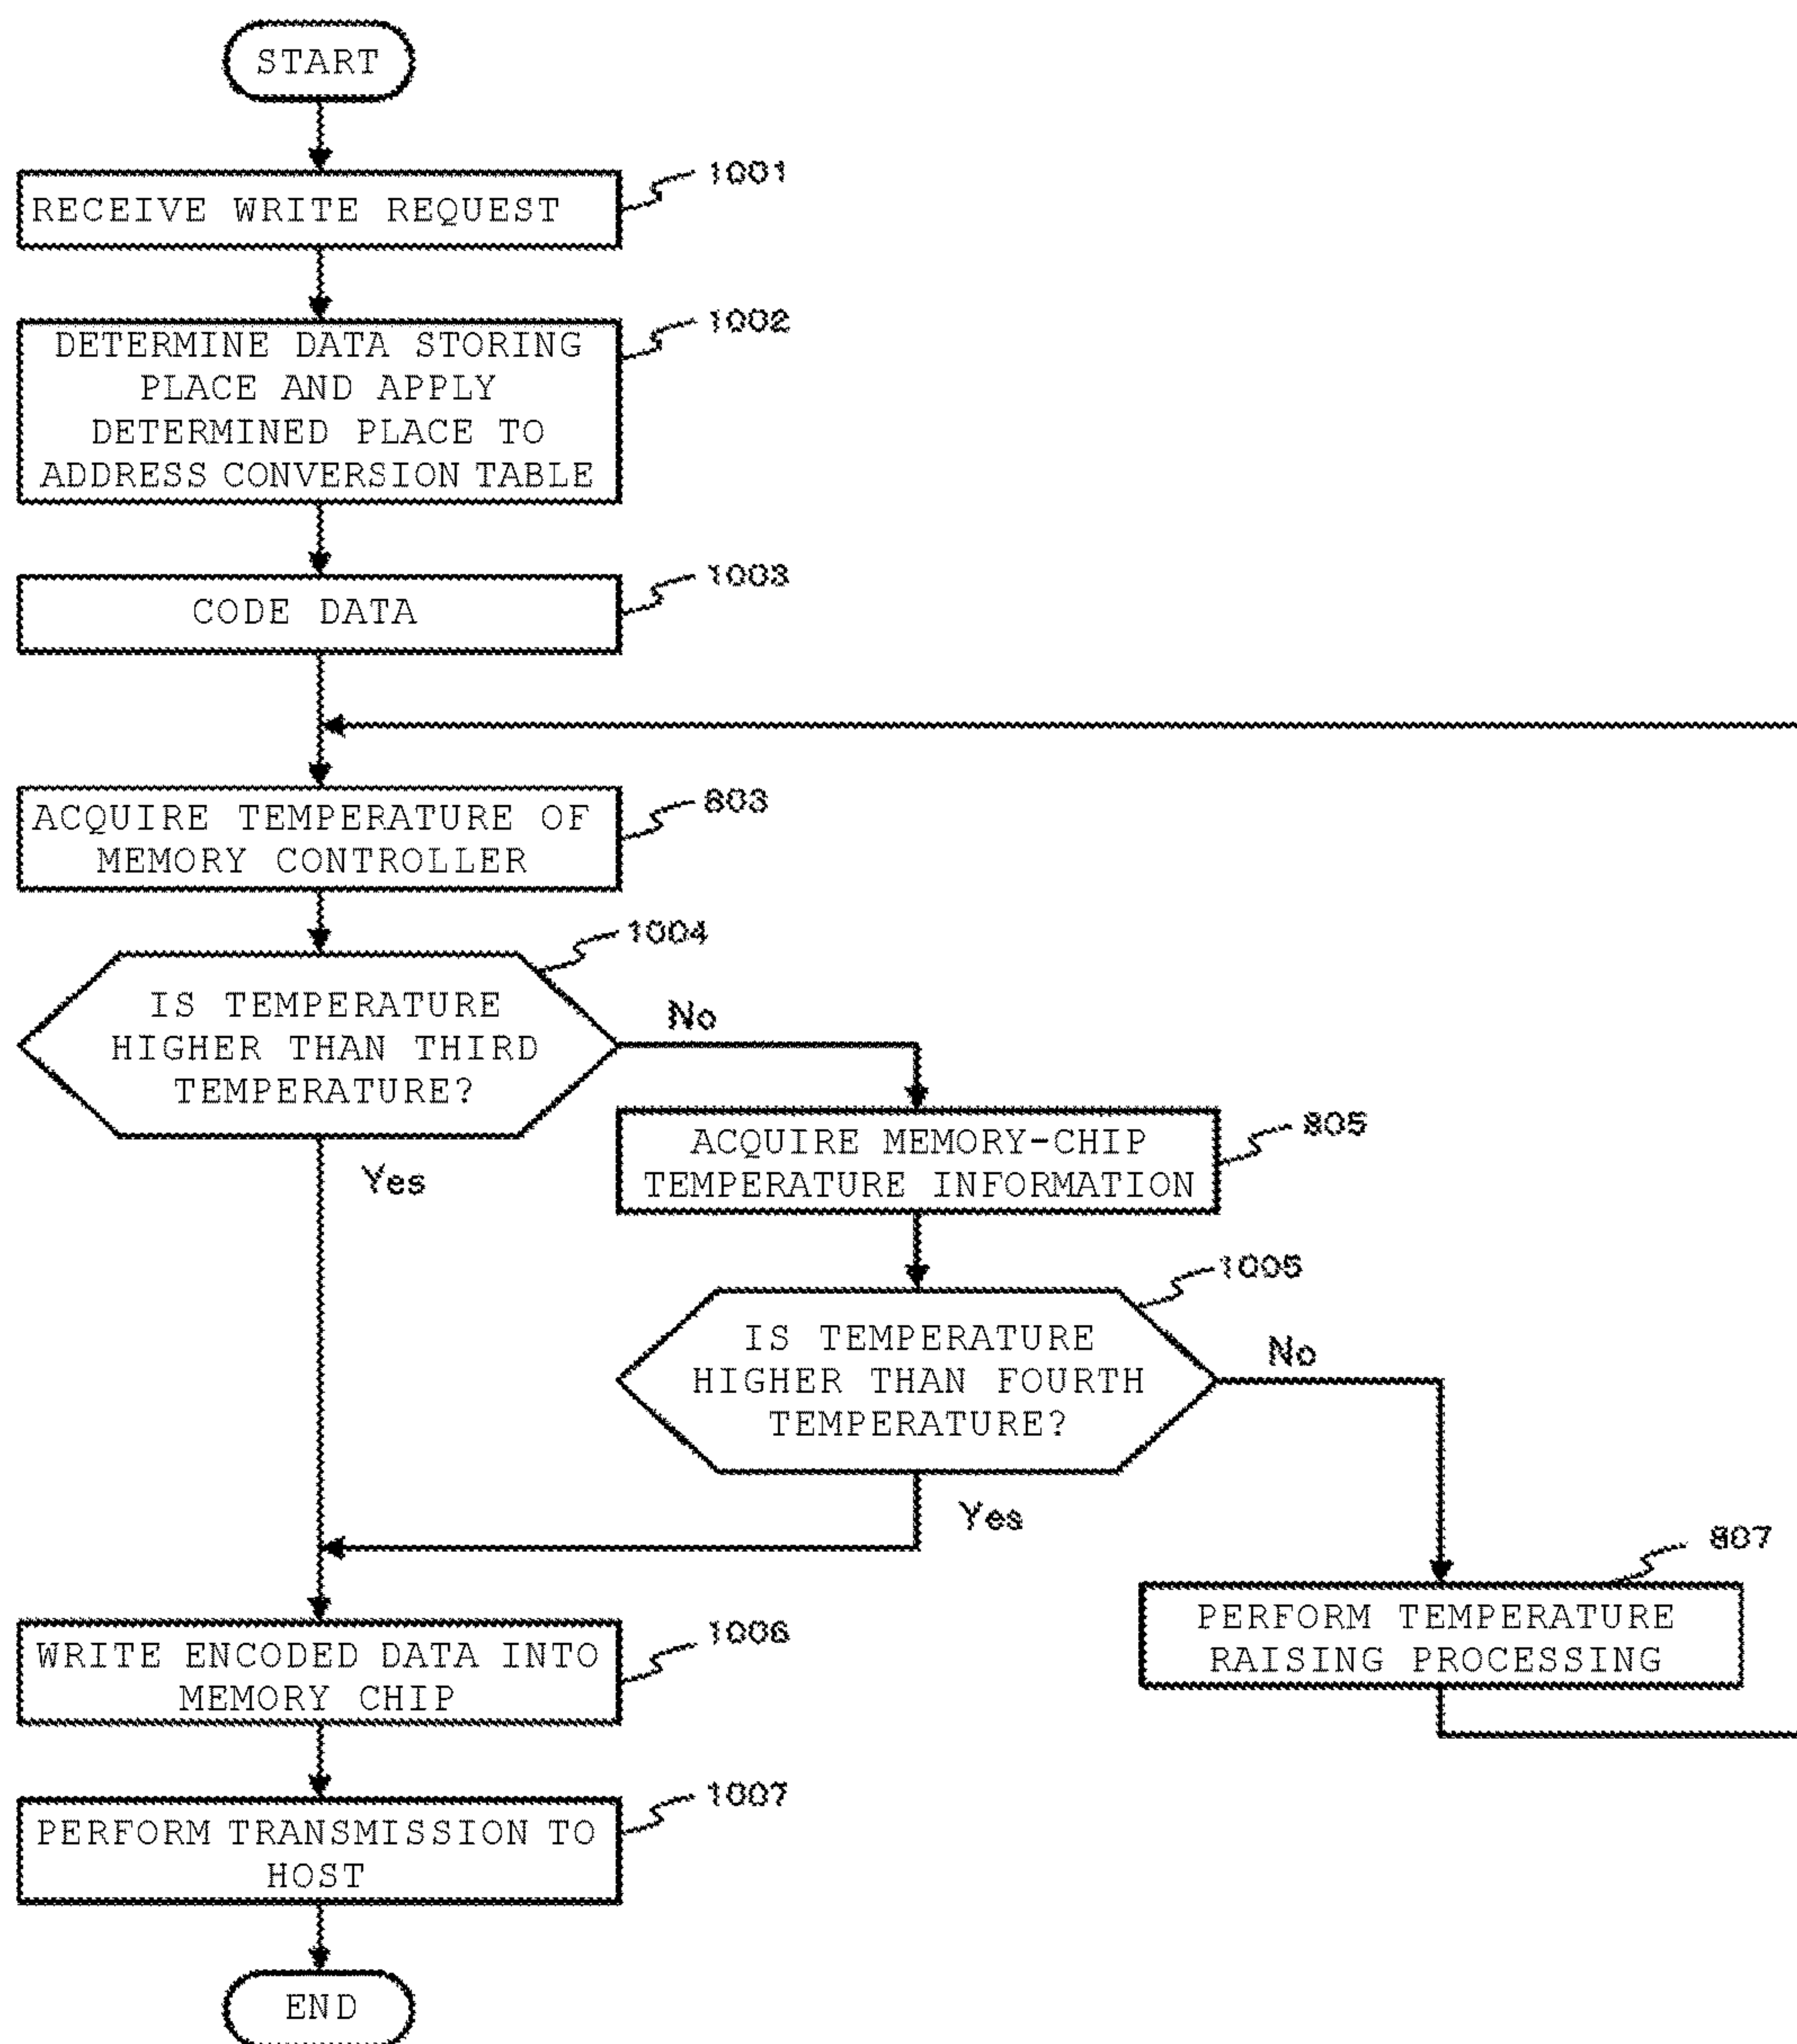 START
1001
RECEIVE WRITE REQUEST
1002
DETERMINE DATA STORING
PLACE AND APPLY
DETERMINED PLACE TO
ADDRESS CONVERSION TABLE
1003
CODE DATA
803
ACQUIRE TEMPERATURE OF
MEMORY CONTROLLER
1004
IS TEMPERATURE
HIGHER THAN THIRD
TEMPERATURE?
No
Yes
805
ACQUIRE MEMORY-CHIP
TEMPERATURE INFORMATION
1005
IS TEMPERATURE
HIGHER THAN FOURTH
TEMPERATURE?
No
Yes
807
PERFORM TEMPERATURE
RAISING PROCESSING
1006
WRITE ENCODED DATA INTO
MEMORY CHIP
1007
PERFORM TRANSMISSION TO
HOST
END